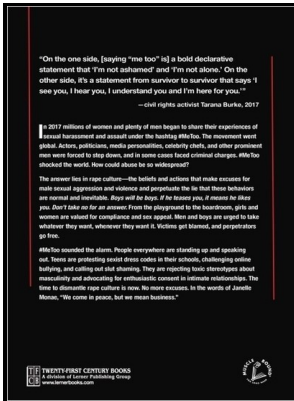 "On the one side, [saying "me too" is] a bold declarative
statement that 'I'm not ashamed' and 'I'm not alone.' On the
other side, it's a statement from survivor to survivor that says 'I
see you, I hear you, I understand you and I'm here for you.'"
—civil rights activist Tarana Burke, 2017
In 2017 millions of women and plenty of men began to share their experiences of
sexual harassment and assault under the hashtag #MeToo. The movement went
global. Actors, politicians, media personalities, celebrity chefs, and other prominent
men were forced to step down, and in some cases faced criminal charges. #MeToo
shocked the world. How could abuse be so widespread?
The answer lies in rape culture—the beliefs and actions that make excuses for
male sexual aggression and violence and perpetuate the lie that these behaviors
are normal and inevitable. Boys will be boys. If he teases you, it means he likes
you. Don't take no for an answer. From the playground to the boardroom, girls and
women are valued for compliance and sex appeal. Men and boys are urged to take
whatever they want, whenever they want it. Victims get blamed, and perpetrators
go free.
#MeToo sounded the alarm. People everywhere are standing up and speaking
out. Teens are protesting sexist dress codes in their schools, challenging online
bullying, and calling out slut shaming. They are rejecting toxic stereotypes about
masculinity and advocating for enthusiastic consent in intimate relationships. The
time to dismantle rape culture is now. No more excuses. In the words of Janelle
Monae, "We come in peace, but we mean business."
TFCB TWENTY-FIRST CENTURY BOOKS
A division of Lerner Publishing Group
www.lernerbooks.com
MUSCLE BOUND